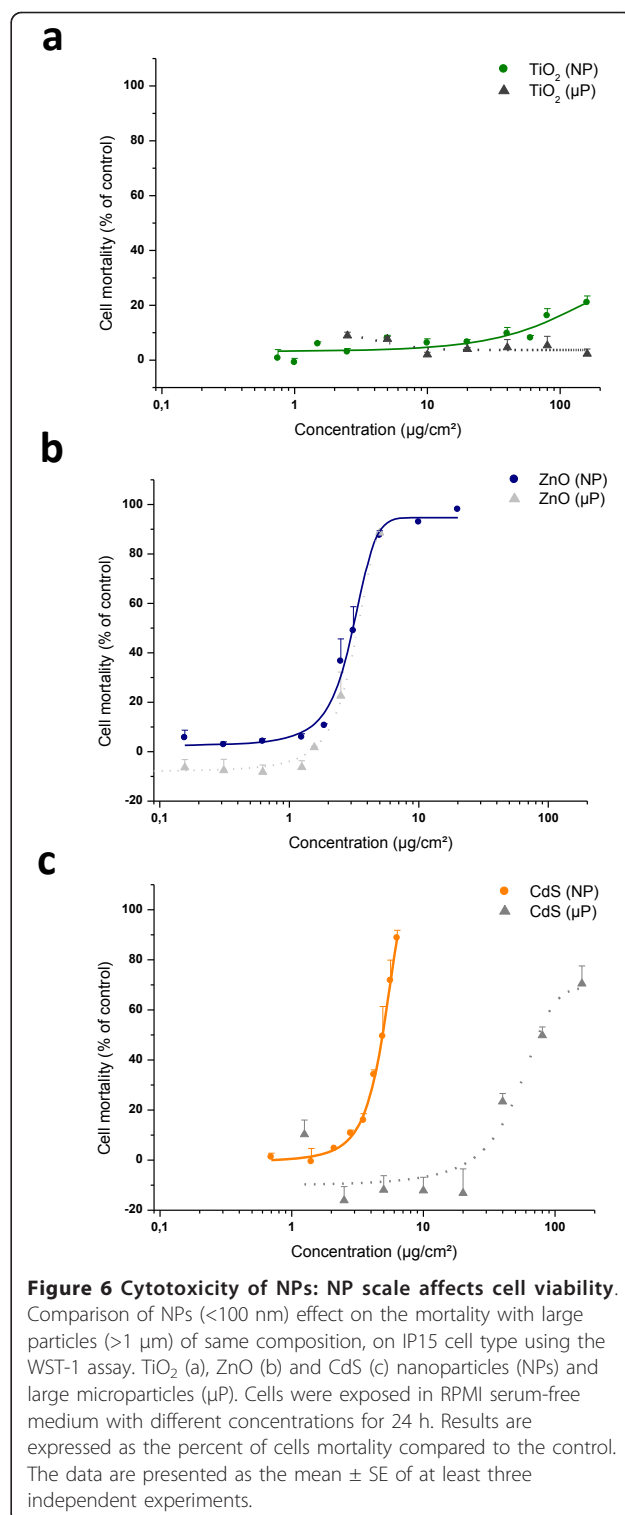 a
TiO₂ (NP)
TiO₂ (µP)
100
80
60
40
20
0
Cell mortality (% of control)
0,1
1
10
100
Concentration (µg/cm²)
b
ZnO (NP)
ZnO (µP)
100
80
60
40
20
0
-20
Cell mortality (% of control)
0,1
1
10
100
Concentration (µg/cm²)
c
CdS (NP)
CdS (µP)
100
80
60
40
20
0
-20
Cell mortality (% of control)
0,1
1
10
100
Concentration (µg/cm²)
Figure 6 Cytotoxicity of NPs: NP scale affects cell viability.
Comparison of NPs (<100 nm) effect on the mortality with large
particles (>1 µm) of same composition, on IP15 cell type using the
WST-1 assay. TiO₂ (a), ZnO (b) and CdS (c) nanoparticles (NPs) and
large microparticles (µP). Cells were exposed in RPMI serum-free
medium with different concentrations for 24 h. Results are
expressed as the percent of cells mortality compared to the control.
The data are presented as the mean ± SE of at least three
independent experiments.